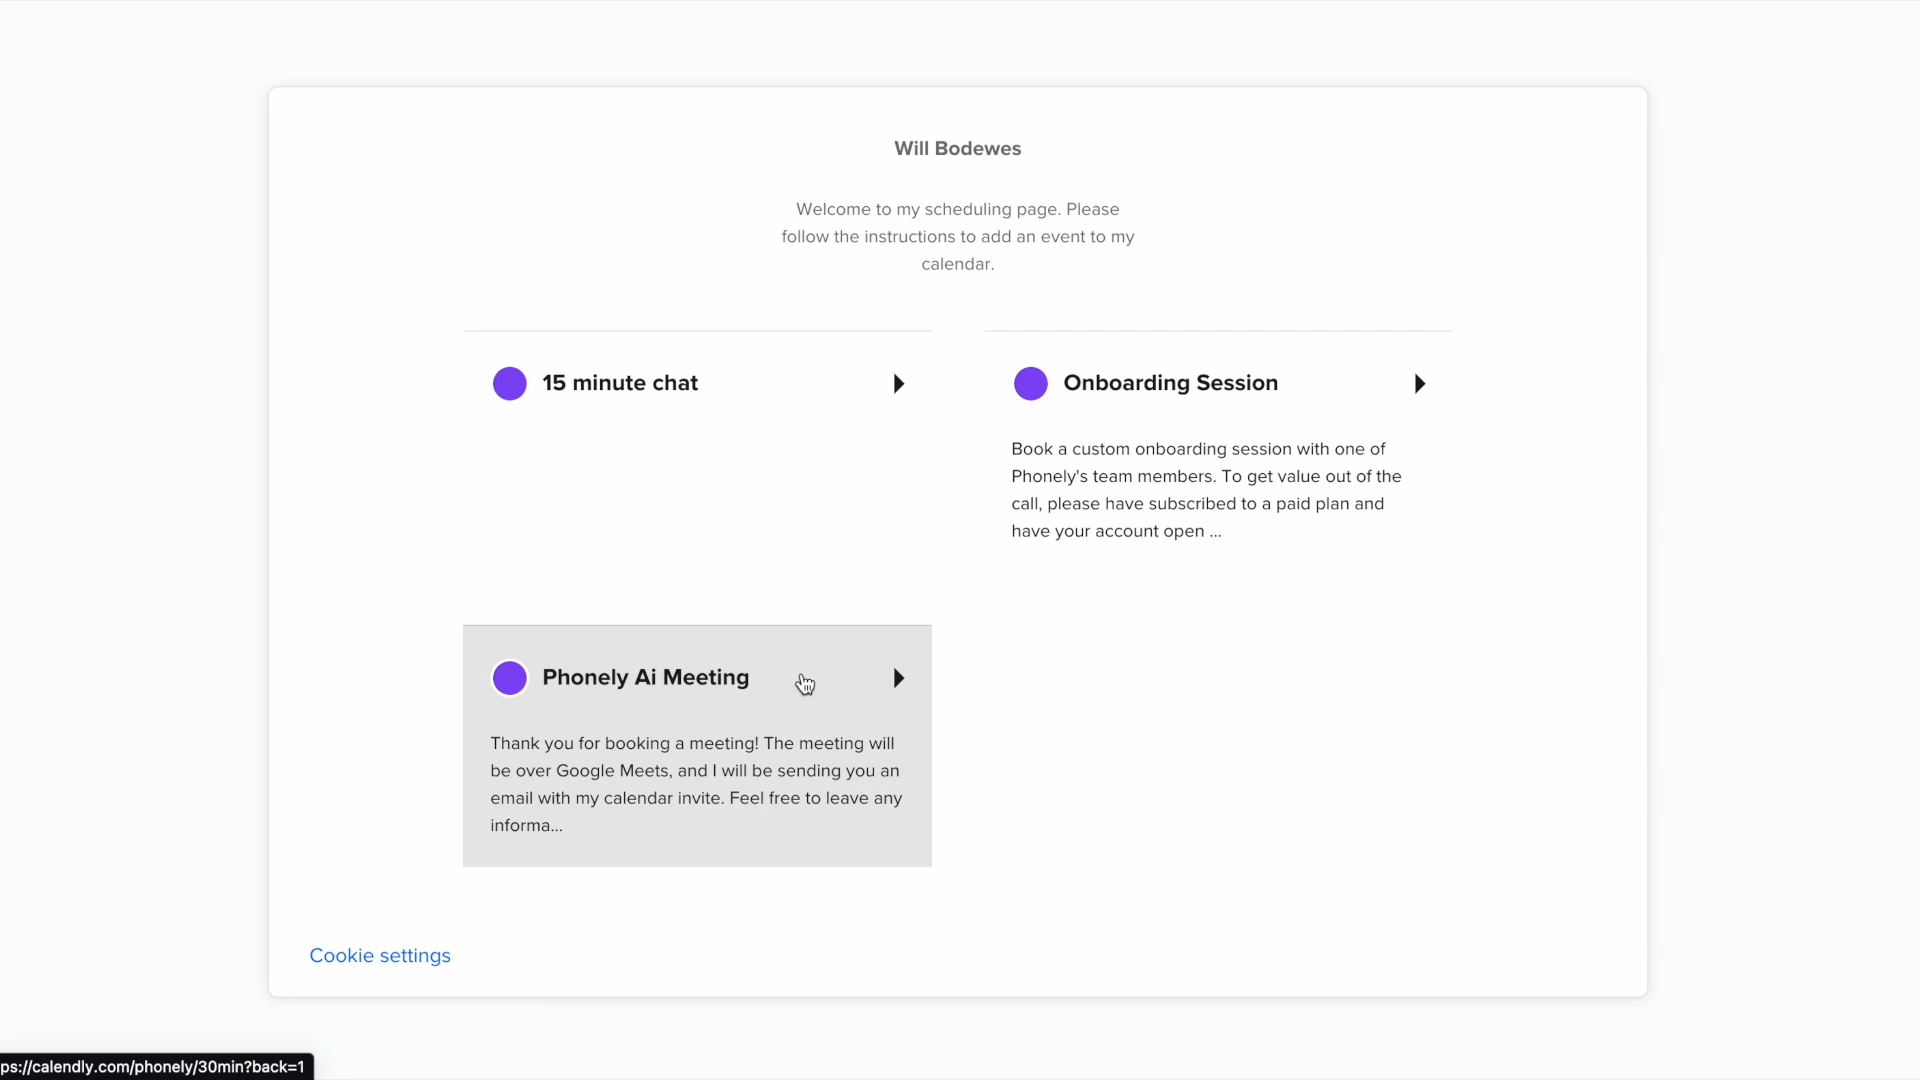 Will Bodewes
Welcome to my scheduling page. Please
follow the instructions to add an event to my
calendar.
15 minute chat
Onboarding Session
Book a custom onboarding session with one of
Phonely's team members. To get value out of the
call, please have subscribed to a paid plan and
have your account open ...
Phonely Ai Meeting
Thank you for booking a meeting! The meeting will
be over Google Meets, and I will be sending you an
email with my calendar invite. Feel free to leave any
informa...
Cookie settings
ps://calendly.com/phonely/30min?back=1